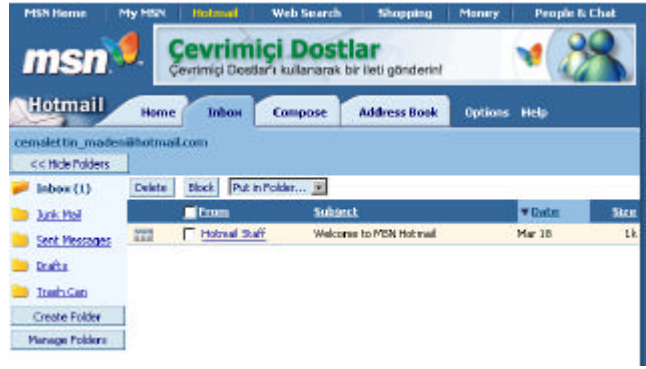 MSN Home My MSN Hotmail Web Search Shopping Money People & Chat
msn
Çevrimiçi Dostlar
Çevrimiçi Dostlar'ı kullanarak bir ileti gönderin!
Hotmail Home Inbox Compose Address Book Options Help
cemalettin_maden@hotmail.com
<< Hide Folders
Inbox (1) Delete Block Put in Folder...
Junk Mail From Subject Date Size
Sent Messages Hotmail Staff Welcome to MSN Hotmail Mar 18 1k
Drafts
Trash Can
Create Folder
Manage Folders